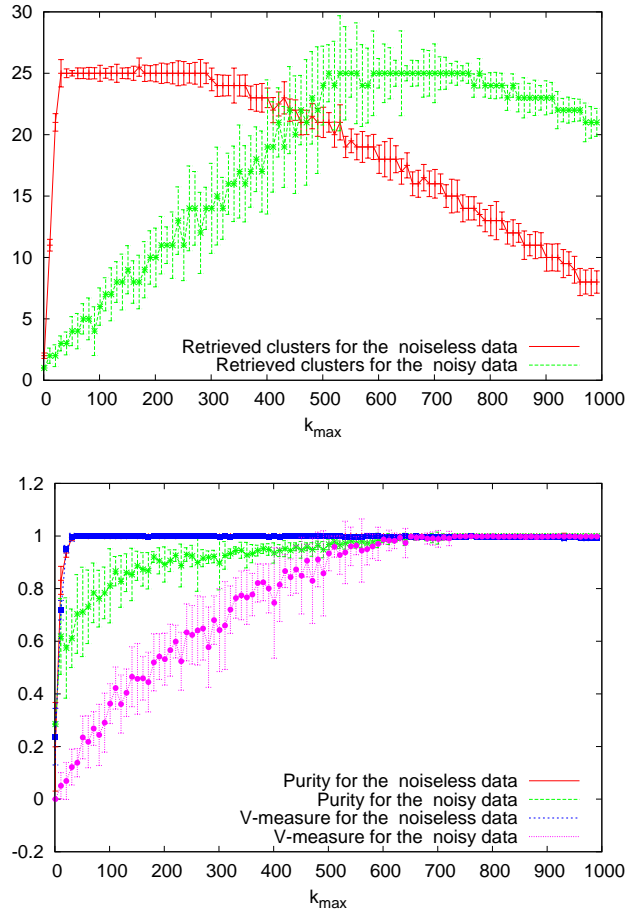 30
25
20
15
10
5
0
Retrieved clusters for the noiseless data
Retrieved clusters for the noisy data
0 100 200 300 400 500 600 700 800 900 1000
k_max
1.2
1
0.8
0.6
0.4
0.2
0
-0.2
Purity for the noiseless data
Purity for the noisy data
V-measure for the noiseless data
V-measure for the noisy data
0 100 200 300 400 500 600 700 800 900 1000
k_max